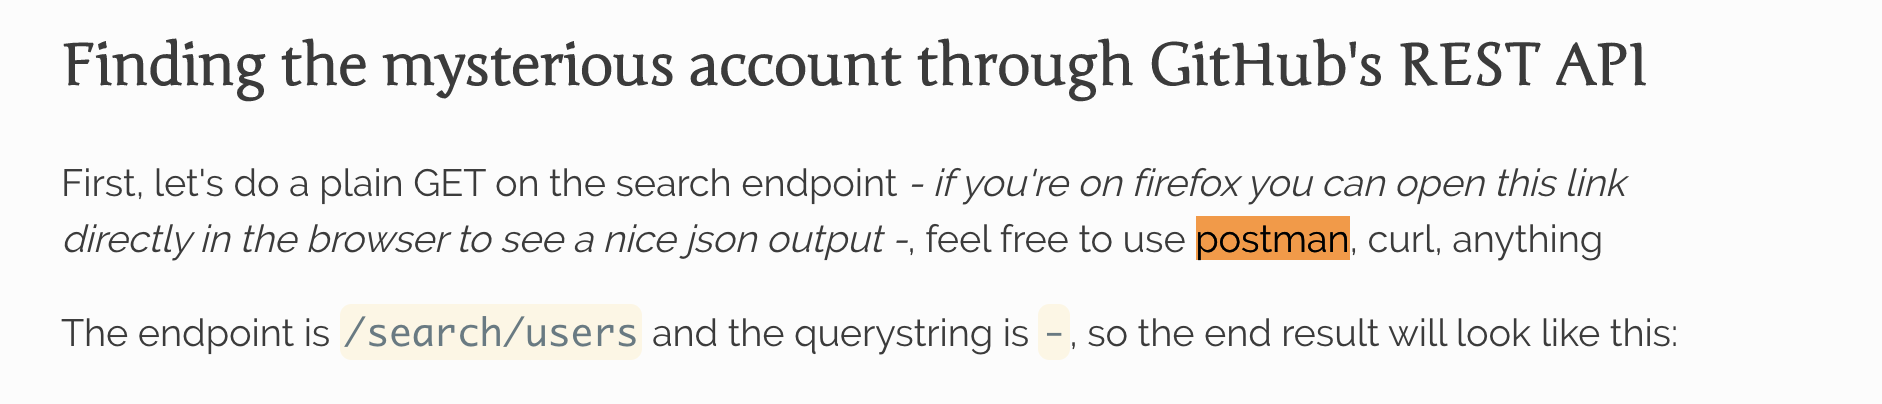 Finding the mysterious account through GitHub's REST API
First, let's do a plain GET on the search endpoint - if you're on firefox you can open this link
directly in the browser to see a nice json output -, feel free to use postman, curl, anything
The endpoint is /search/users and the querystring is -, so the end result will look like this: